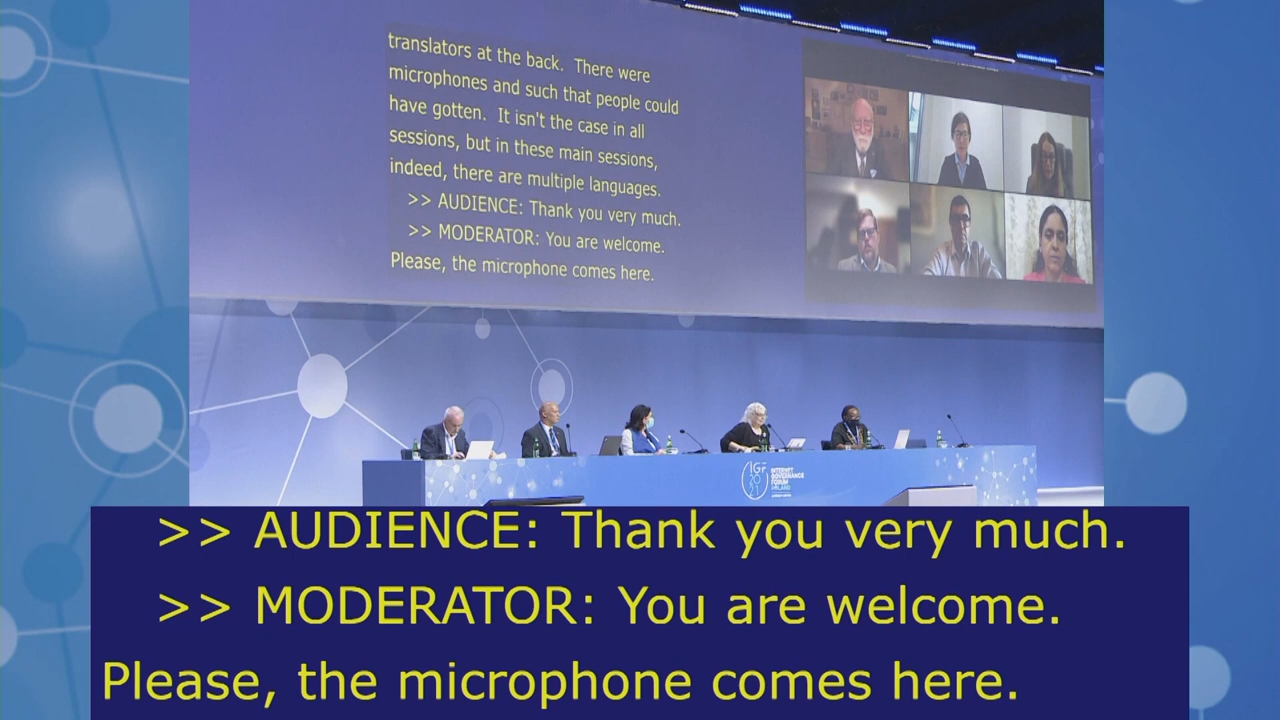 translators at the back. There were
microphones and such that people could
have gotten. It isn't the case in all
sessions, but in these main sessions,
indeed, there are multiple languages.
>> AUDIENCE: Thank you very much.
>> MODERATOR: You are welcome.
Please, the microphone comes here.
IGF
20
21
INTERNET
GOVERNANCE
FORUM
>> AUDIENCE: Thank you very much.
>> MODERATOR: You are welcome.
Please, the microphone comes here.